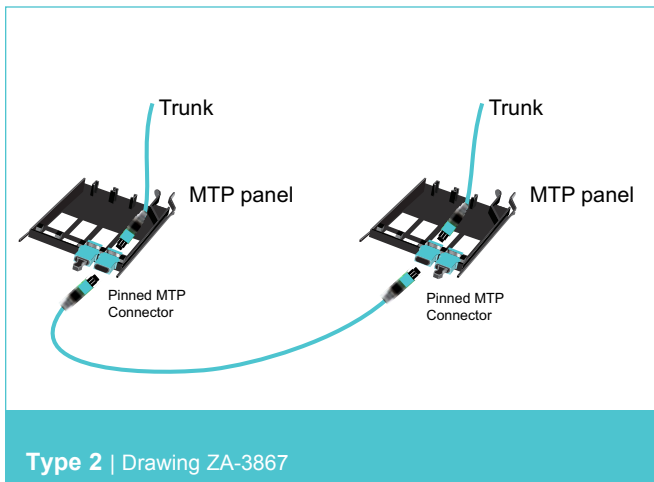 Trunk
Trunk
MTP panel
MTP panel
Pinned MTP
Connector
Pinned MTP
Connector
Type 2 | Drawing ZA-3867